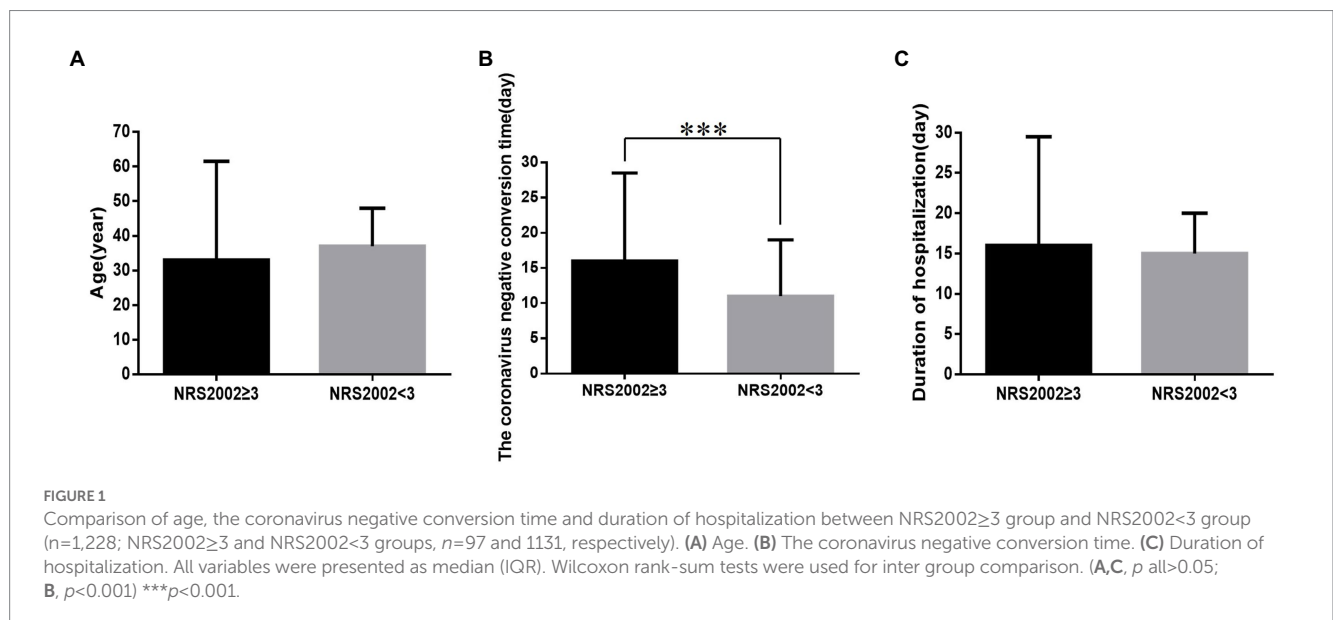 A
Age(year)
70
60
50
40
30
20
10
0
NRS2002≥3 NRS2002<3
B
The coronavirus negative conversion time(day)
***
30
25
20
15
10
5
0
NRS2002≥3 NRS2002<3
C
Duration of hospitalization(day)
30
25
20
15
10
5
0
NRS2002≥3 NRS2002<3
FIGURE 1
Comparison of age, the coronavirus negative conversion time and duration of hospitalization between NRS2002≥3 group and NRS2002<3 group
(n=1,228; NRS2002≥3 and NRS2002<3 groups, n=97 and 1131, respectively). (A) Age. (B) The coronavirus negative conversion time. (C) Duration of
hospitalization. All variables were presented as median (IQR). Wilcoxon rank-sum tests were used for inter group comparison. (A,C, p all>0.05;
B, p<0.001) ***p<0.001.